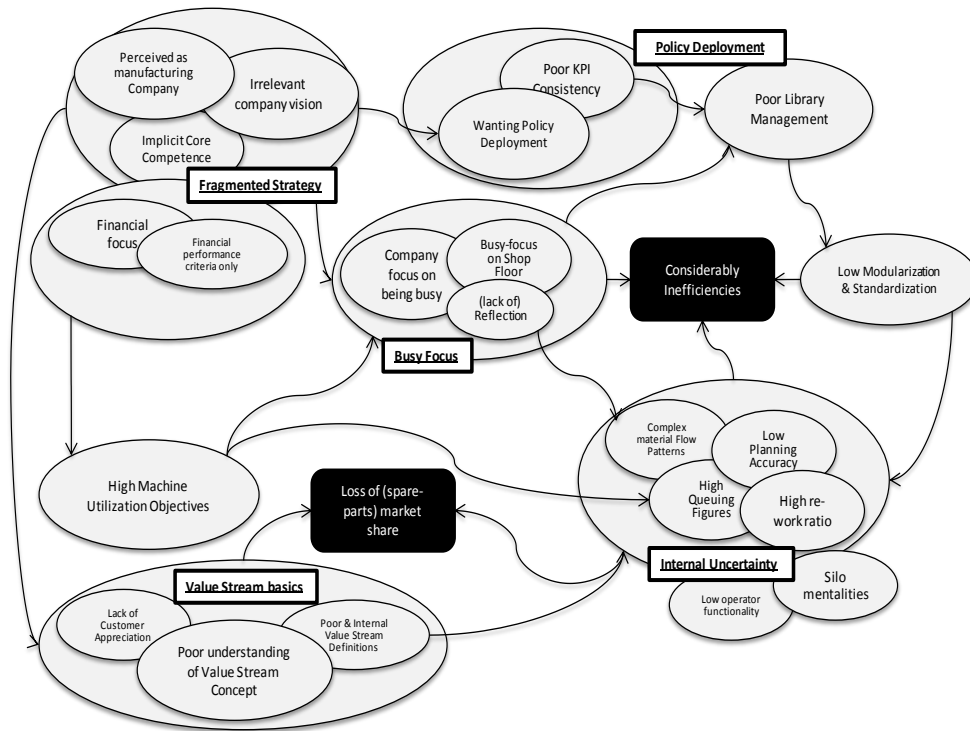 Policy Deployment
Perceived as
manufacturing
Company
Irrelevant
company vision
Implicit Core
Competence
Poor KPI
Consistency
Wanting Policy
Deployment
Poor Library
Management
Fragmented Strategy
Financial
focus
Financial
performance
criteria only
Company
focus on
being busy
Busy-focus
on Shop
Floor
(lack of)
Reflection
Busy Focus
Considerably
Inefficiencies
Low Modularization
& Standardization
High Machine
Utilization Objectives
Loss of (spare-
parts) market
share
Complex
material Flow
Patterns
Low
Planning
Accuracy
High
Queuing
Figures
High re-
work ratio
Internal Uncertainty
Low operator
functionality
Silo
mentalities
Value Stream basics
Lack of
Customer
Appreciation
Poor & Internal
Value Stream
Definitions
Poor understanding
of Value Stream
Concept